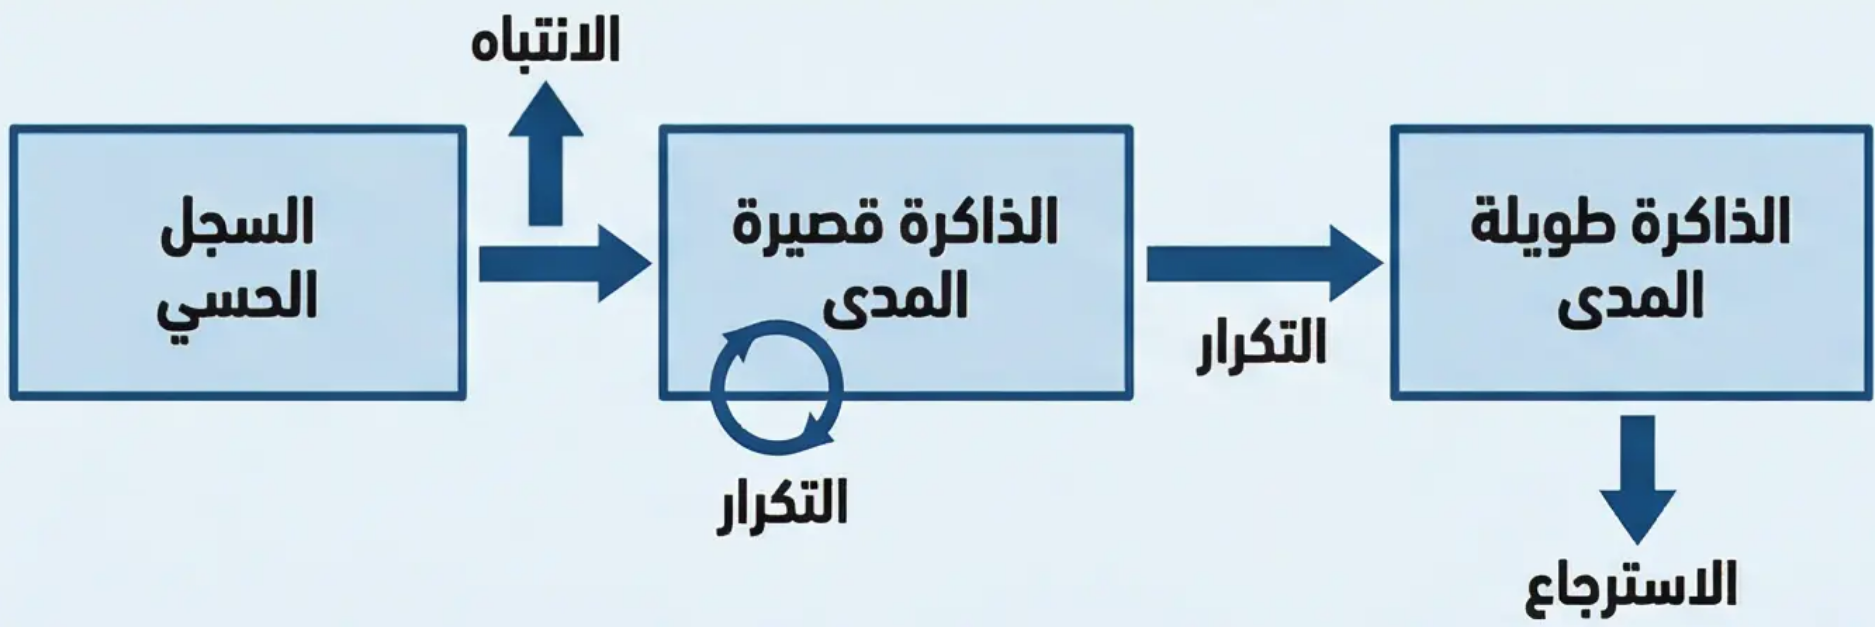 الانتباه
السجل
الحسي
الذاكرة قصيرة
المدى
التكرار
التكرار
الذاكرة طويلة
المدى
الاسترجاع